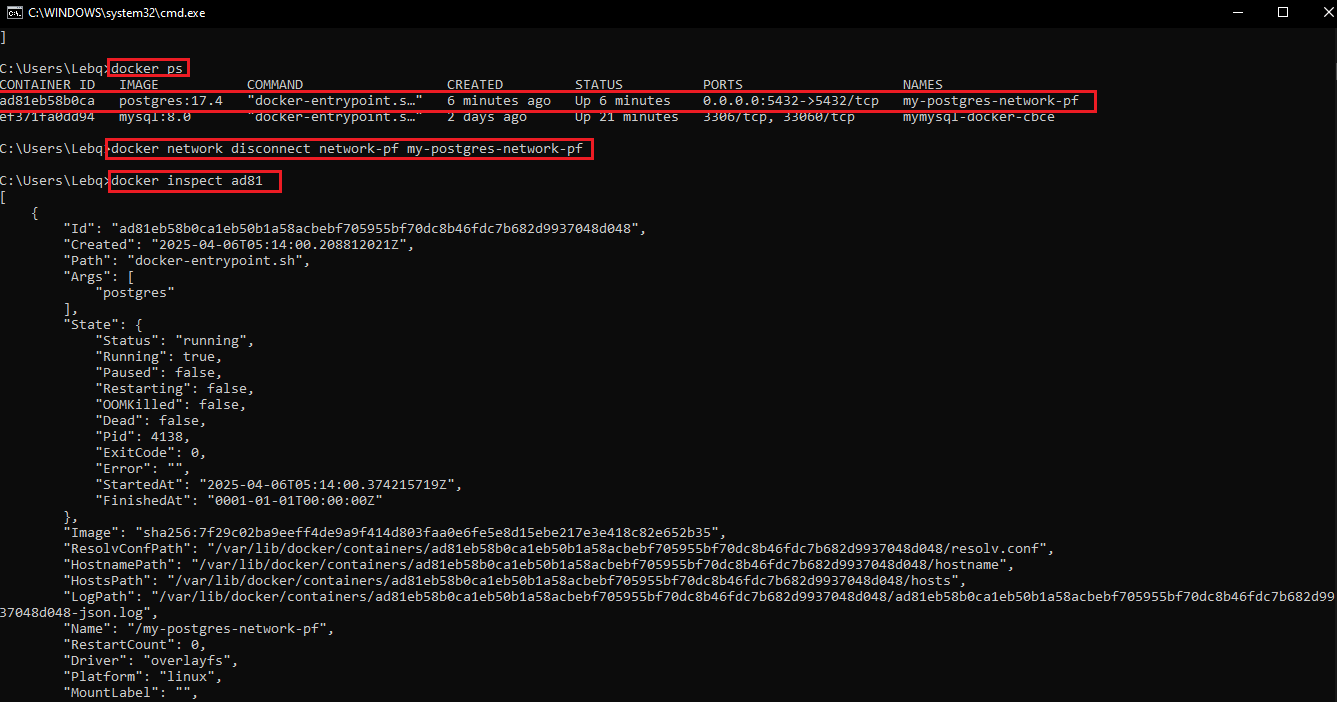 C:\WINDOWS\system32\cmd.exe
]
C:\Users\Lebq>docker ps
CONTAINER ID   IMAGE           COMMAND                  CREATED         STATUS          PORTS                    NAMES
ad81eb58b0ca   postgres:17.4   "docker-entrypoint.s…"   6 minutes ago   Up 6 minutes    0.0.0.0:5432->5432/tcp   my-postgres-network-pf
ef371fa0dd94   mysql:8.0       "docker-entrypoint.s…"   2 days ago      Up 21 minutes   3306/tcp, 33060/tcp      mymysql-docker-cbce
C:\Users\Lebq>docker network disconnect network-pf my-postgres-network-pf
C:\Users\Lebq>docker inspect ad81
[
    {
        "Id": "ad81eb58b0ca1eb50b1a58acbebf705955bf70dc8b46fdc7b682d9937048d048",
        "Created": "2025-04-06T05:14:00.208812021Z",
        "Path": "docker-entrypoint.sh",
        "Args": [
            "postgres"
        ],
        "State": {
            "Status": "running",
            "Running": true,
            "Paused": false,
            "Restarting": false,
            "OOMKilled": false,
            "Dead": false,
            "Pid": 4138,
            "ExitCode": 0,
            "Error": "",
            "StartedAt": "2025-04-06T05:14:00.374215719Z",
            "FinishedAt": "0001-01-01T00:00:00Z"
        },
        "Image": "sha256:7f29c02ba9eeff4de9a9f414d803faa0e6fe5e8d15ebe217e3e418c82e652b35",
        "ResolvConfPath": "/var/lib/docker/containers/ad81eb58b0ca1eb50b1a58acbebf705955bf70dc8b46fdc7b682d9937048d048/resolv.conf",
        "HostnamePath": "/var/lib/docker/containers/ad81eb58b0ca1eb50b1a58acbebf705955bf70dc8b46fdc7b682d9937048d048/hostname",
        "HostsPath": "/var/lib/docker/containers/ad81eb58b0ca1eb50b1a58acbebf705955bf70dc8b46fdc7b682d9937048d048/hosts",
        "LogPath": "/var/lib/docker/containers/ad81eb58b0ca1eb50b1a58acbebf705955bf70dc8b46fdc7b682d9937048d048/ad81eb58b0ca1eb50b1a58acbebf705955bf70dc8b46fdc7b682d99
37048d048-json.log",
        "Name": "/my-postgres-network-pf",
        "RestartCount": 0,
        "Driver": "overlayfs",
        "Platform": "linux",
        "MountLabel": "",